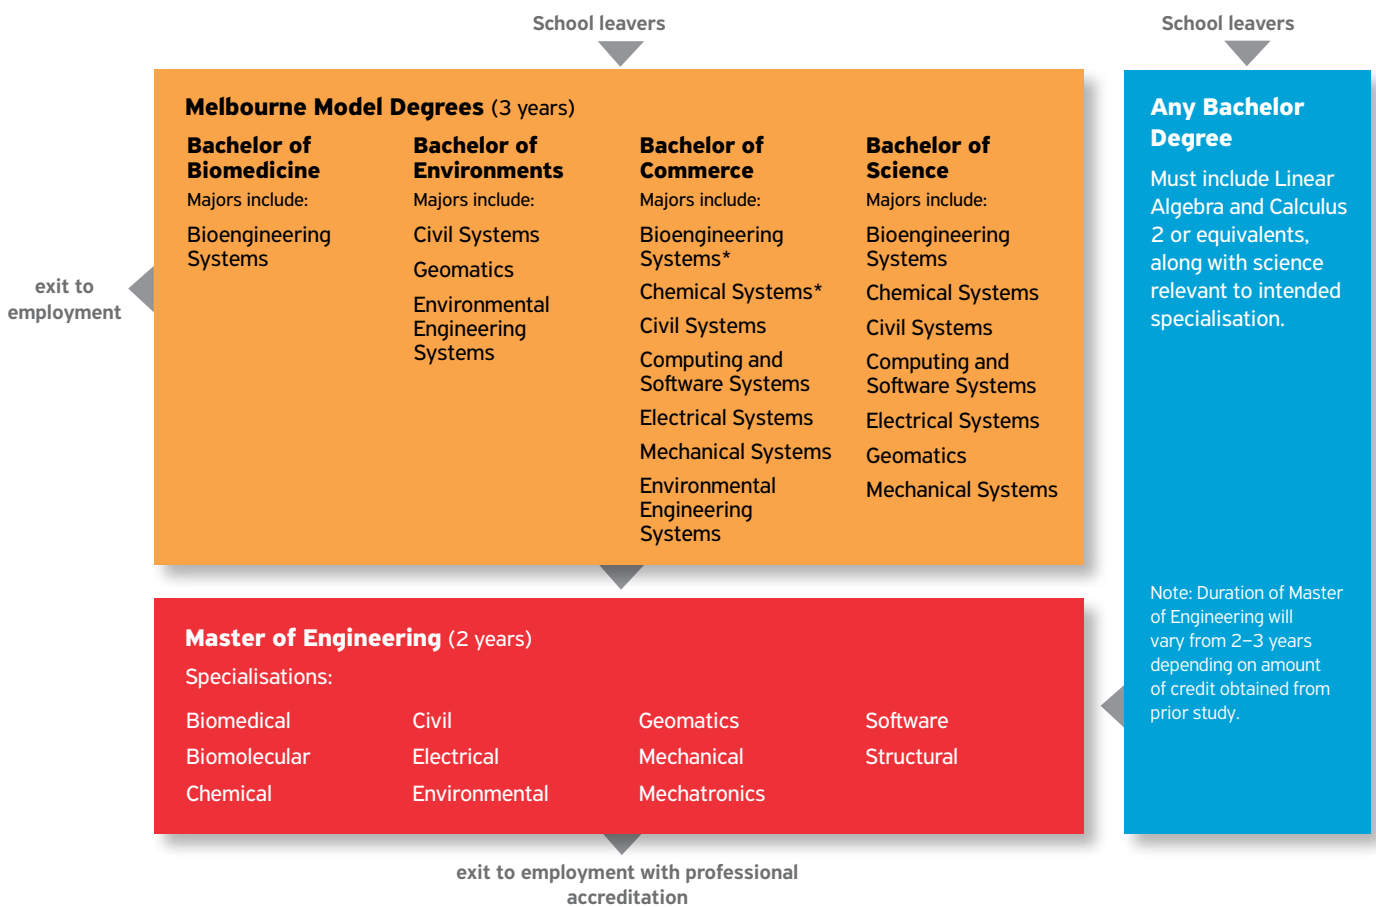 School leavers
School leavers
Melbourne Model Degrees (3 years)
Bachelor of
Biomedicine
Majors include:
Bioengineering
Systems
Bachelor of
Environments
Majors include:
Civil Systems
Geomatics
Environmental
Engineering
Systems
Bachelor of
Commerce
Majors include:
Bioengineering
Systems*
Chemical Systems*
Civil Systems
Computing and
Software Systems
Electrical Systems
Mechanical Systems
Environmental
Engineering
Systems
Bachelor of
Science
Majors include:
Bioengineering
Systems
Chemical Systems
Civil Systems
Computing and
Software Systems
Electrical Systems
Geomatics
Mechanical Systems
exit to
employment
Any Bachelor
Degree
Must include Linear
Algebra and Calculus
2 or equivalents,
along with science
relevant to intended
specialisation.
Note: Duration of Master
of Engineering will
vary from 2–3 years
depending on amount
of credit obtained from
prior study.
Master of Engineering (2 years)
Specialisations:
Biomedical
Biomolecular
Chemical
Civil
Electrical
Environmental
Geomatics
Mechanical
Mechatronics
Software
Structural
exit to employment with professional
accreditation